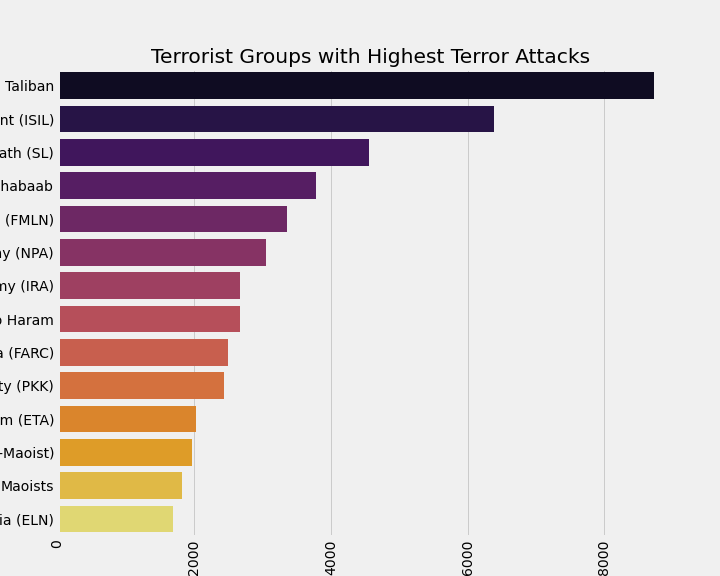 Terrorist Groups with Highest Terror Attacks
Taliban
nt (ISIL)
ath (SL)
habaab
(FMLN)
y (NPA)
my (IRA)
Haram
a (FARC)
ty (PKK)
m (ETA)
-Maoist)
Maoists
ia (ELN)
0
2000
4000
6000
8000